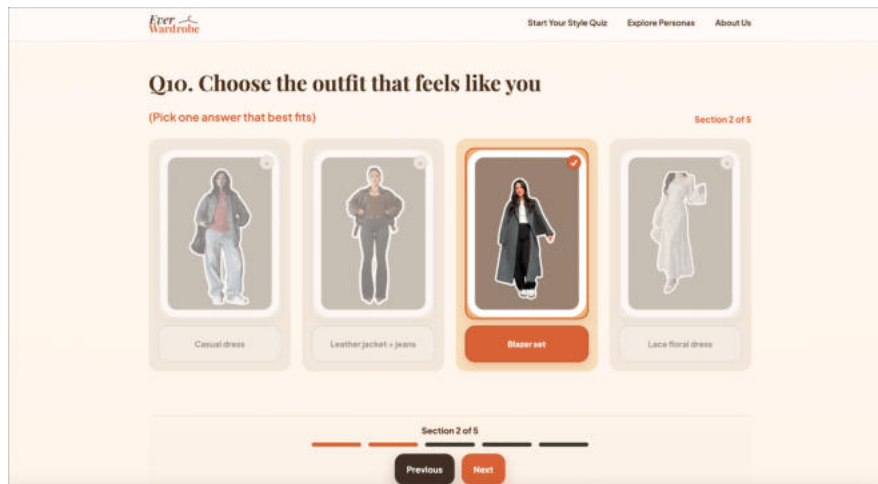 Ever
Wardrobe
Start Your Style Quiz Explore Personas About Us
Q10. Choose the outfit that feels like you
(Pick one answer that best fits)
Section 2 of 5
Casual dress Leather jacket + jeans Blazer set Lace floral dress
Section 2 of 5
Previous Next